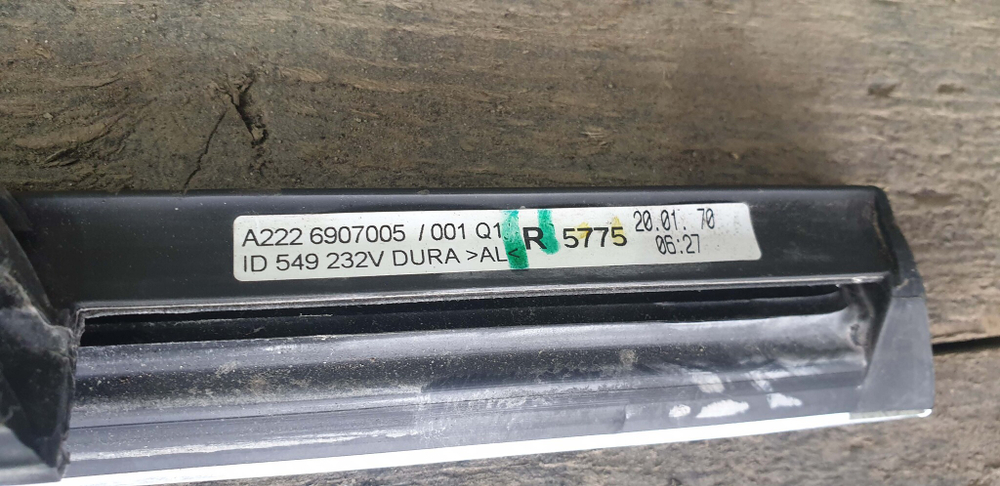 A222 6907005 /001 Q1 R 5775 20.01. 70
ID 549 232V DURA >AL< 06:27